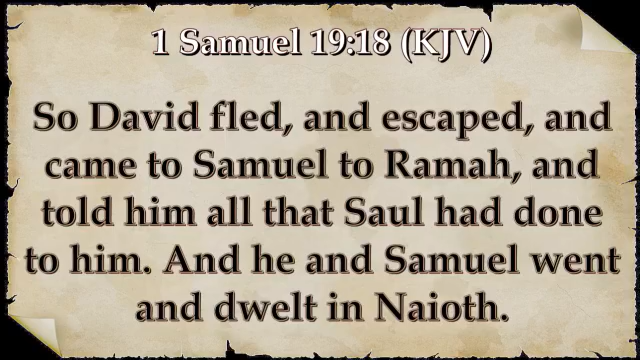 1 Samuel 19:18 (KJV)
So David fled, and escaped, and
came to Samuel to Ramah, and
told him all that Saul had done
to him. And he and Samuel went
and dwelt in Naioth.